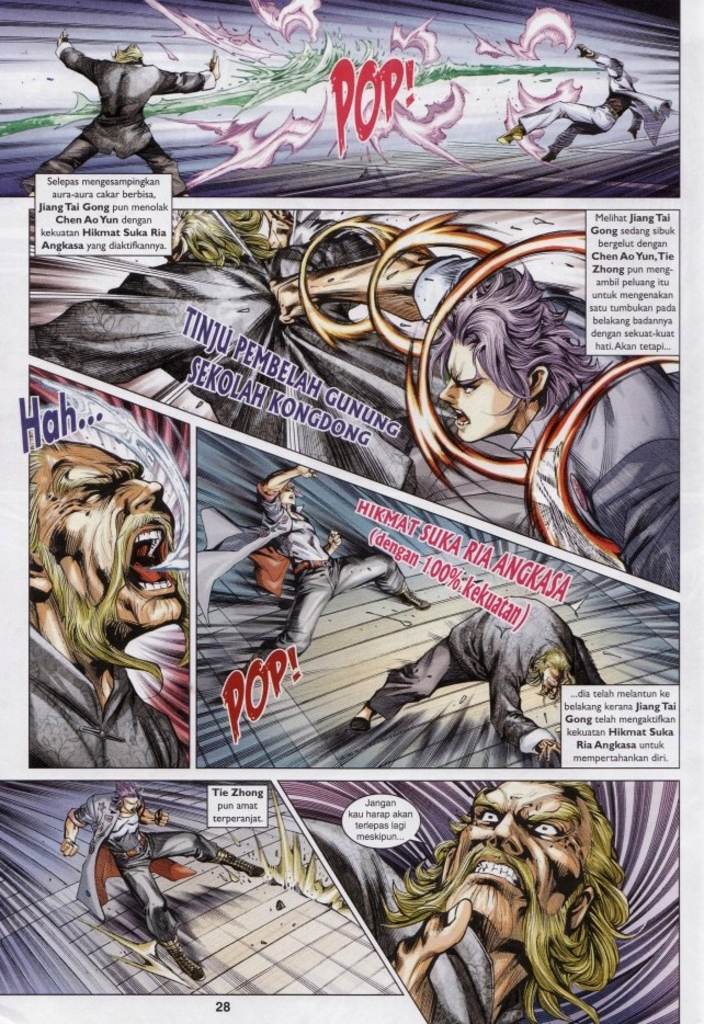 POP!
Selepas mengesampingkan
aura-aura cakar berbisa,
Jiang Tai Gong pun menolak
Chen Ao Yun dengan
kekuatan Hikmat Suka Ria
Angkasa yang diaktifkannya.
Melihat Jiang Tai
Gong sedang sibuk
bergelut dengan
Chen Ao Yun, Tie
Zhong pun meng-
ambil peluang itu
untuk mengenakan
satu tumbukan pada
belakang badannya
dengan sekuat-kuat
hati. Akan tetapi...
TINJU PEMBELAH GUNUNG
SEKOLAH KONGDONG
Hah...
HIKMAT SUKA RIA ANGKASA
(dengan 100% kekuatan)
POP!
...dia telah melantun ke
belakang kerana Jiang Tai
Gong telah mengaktifkan
kekuatan Hikmat Suka
Ria Angkasa untuk
mempertahankan diri.
Tie Zhong
pun amat
terperanjat.
Jangan
kau harap akan
terlepas lagi
meskipun...
28